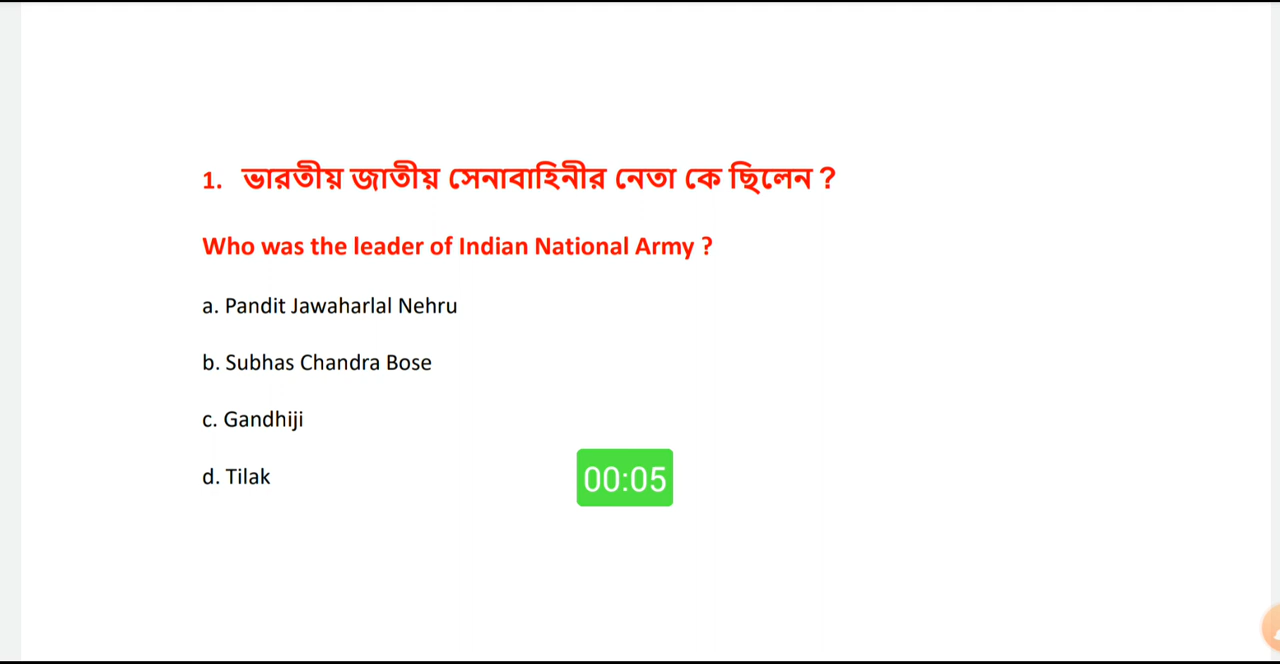 1. ভারতীয় জাতীয় সেনাবাহিনীর নেতা কে ছিলেন ?
Who was the leader of Indian National Army ?
a. Pandit Jawaharlal Nehru
b. Subhas Chandra Bose
c. Gandhiji
d. Tilak
00:05